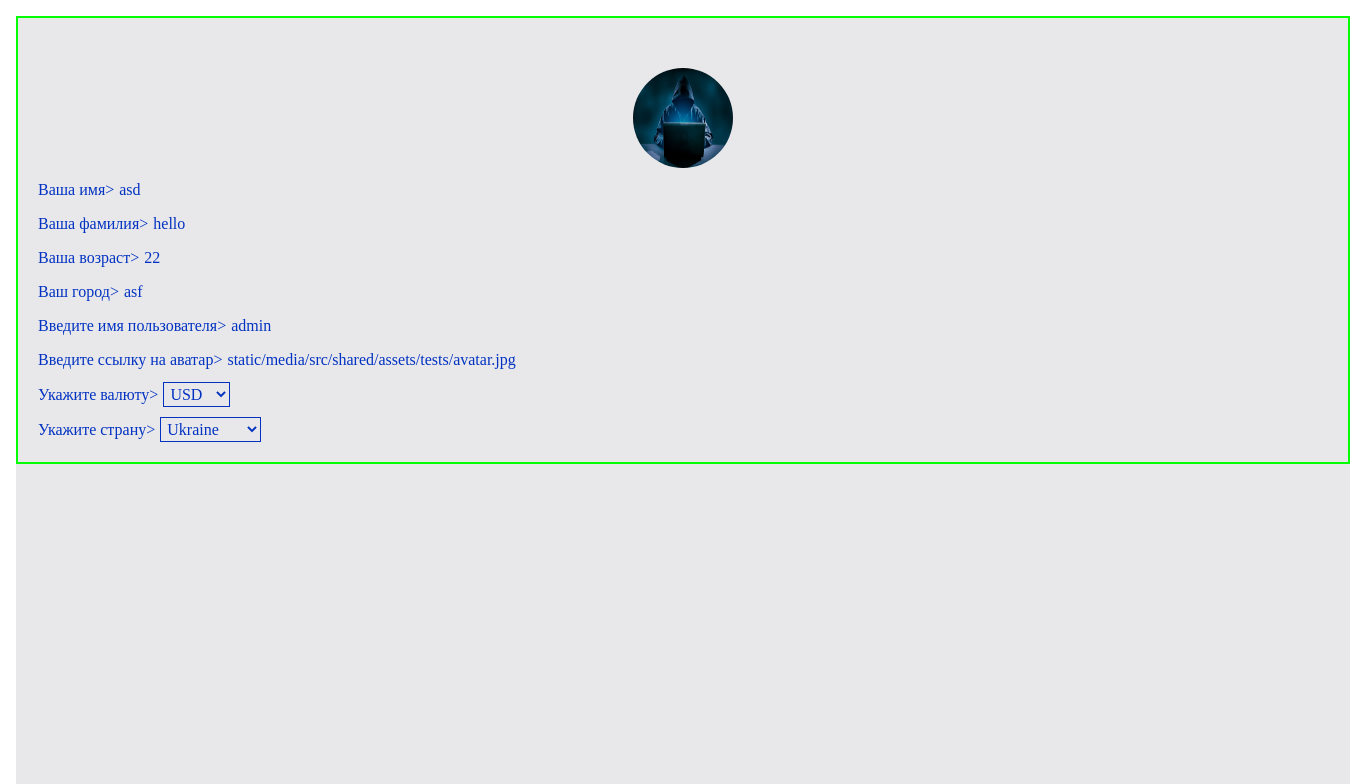 Ваша имя> asd
Ваша фамилия> hello
Ваша возраст> 22
Ваш город> asf
Введите имя пользователя> admin
Введите ссылку на аватар> static/media/src/shared/assets/tests/avatar.jpg
Укажите валюту> USD
Укажите страну> Ukraine